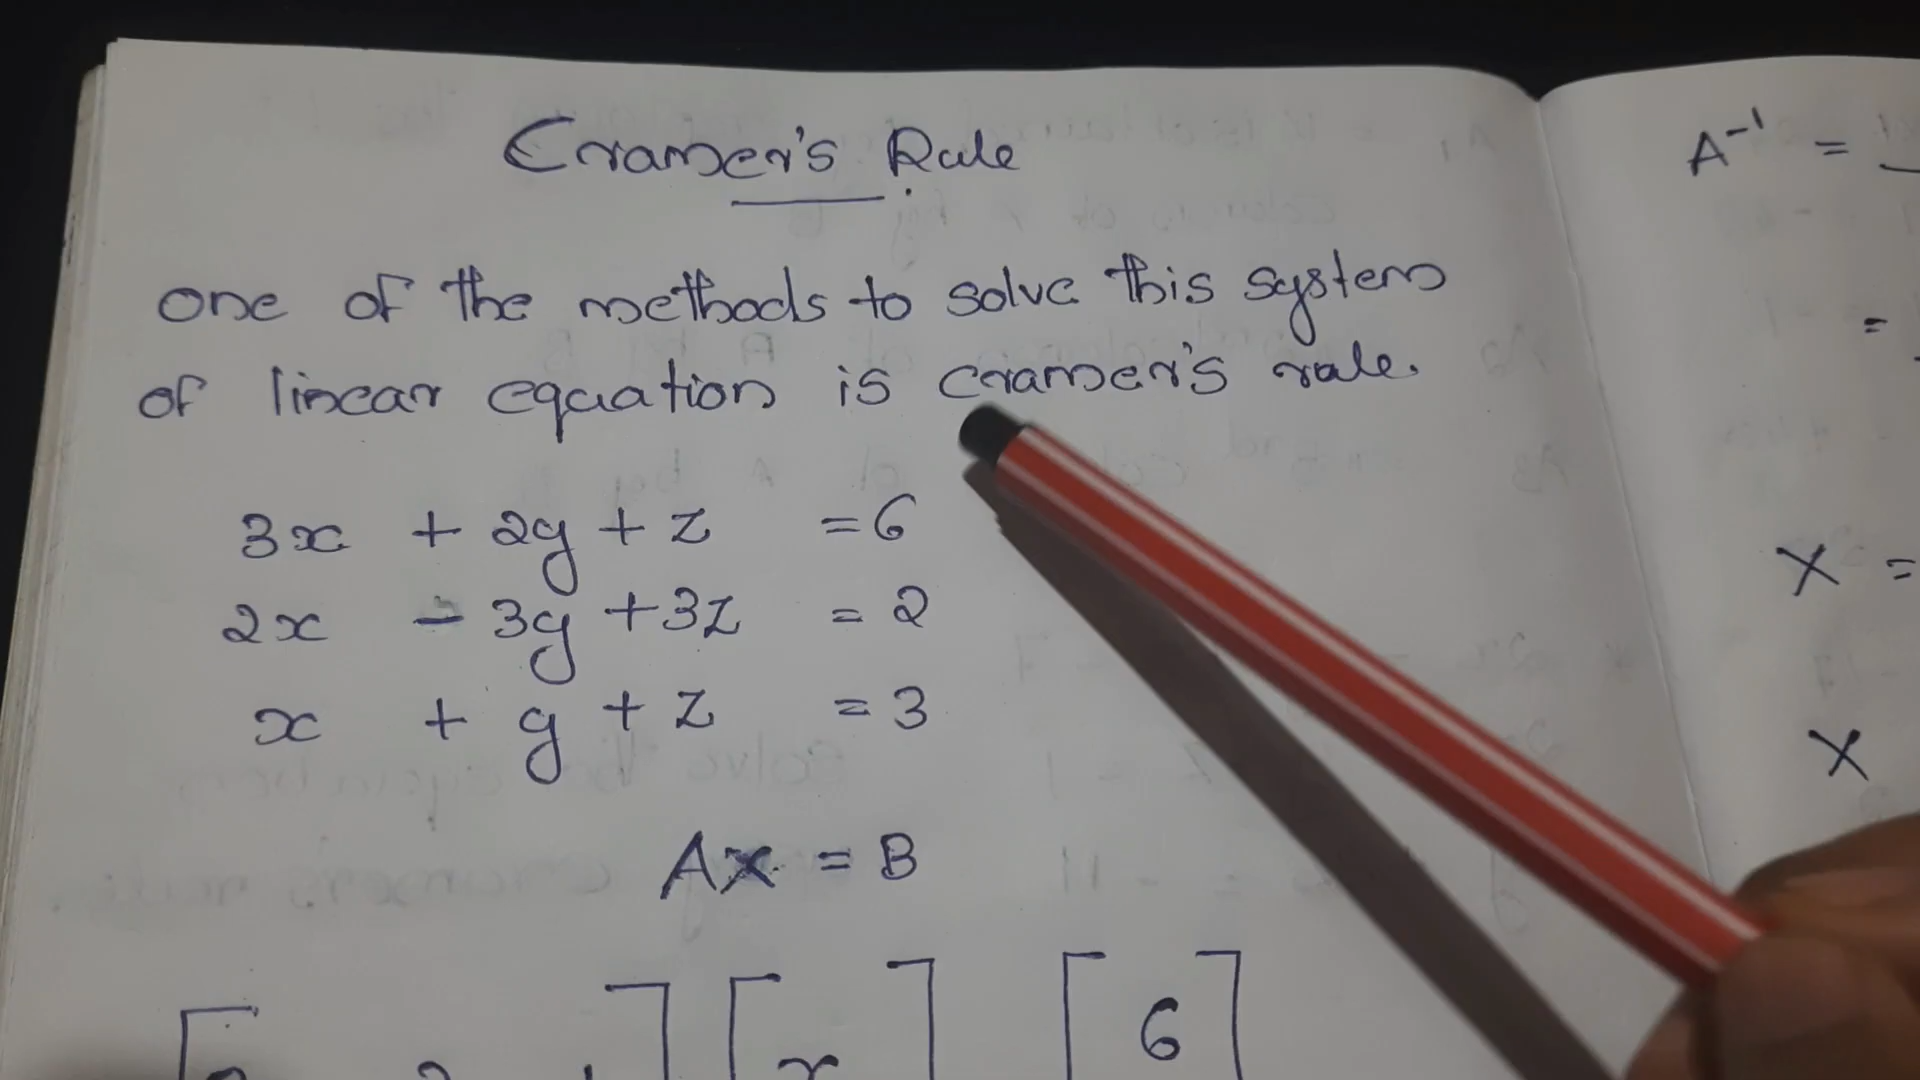 Cramer's Rule
one of the methods to solve this system
of linear equation is cramer's rule.
3x + 2y + z = 6
2x - 3y + 3z = 2
x + y + z = 3
AX = B
6
A⁻¹ =
=
X =
X